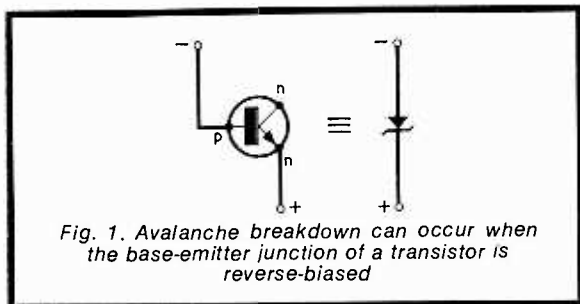 −
−
n
p
≡
n
+
+
Fig. 1. Avalanche breakdown can occur when
the base-emitter junction of a transistor is
reverse-biased